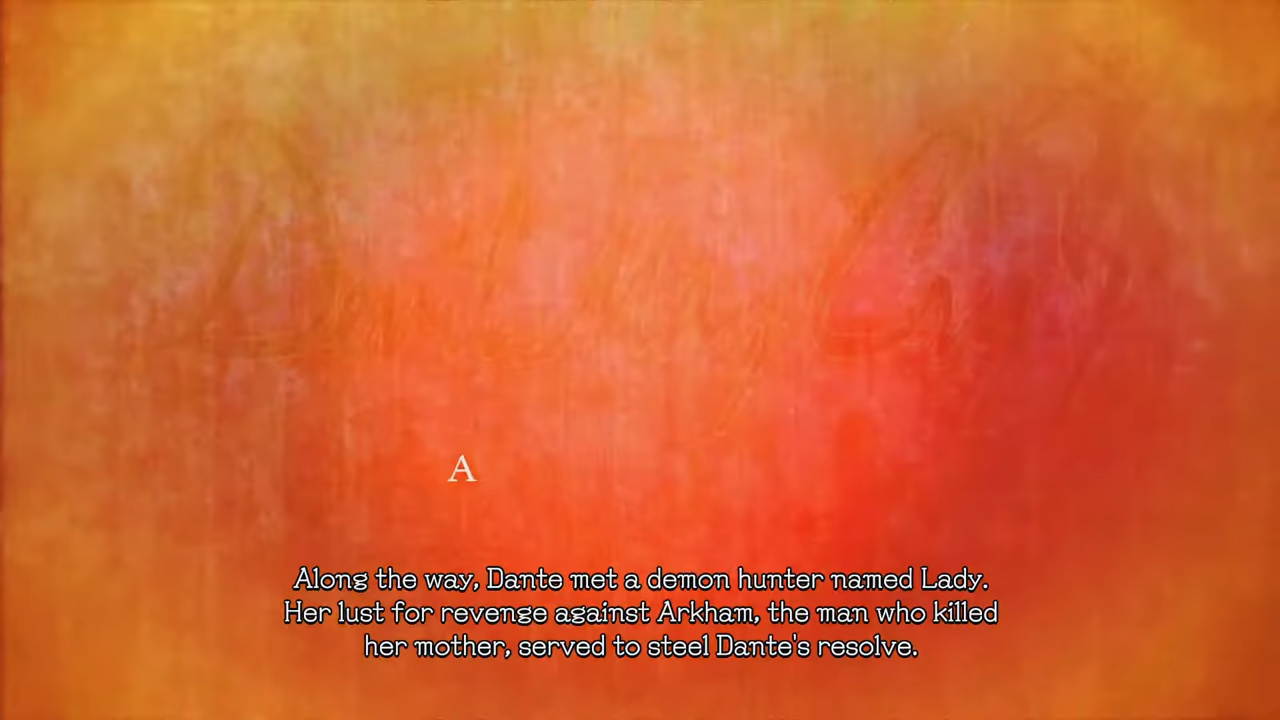 A
Along the way, Dante met a demon hunter named Lady.
Her lust for revenge against Arkham, the man who killed
her mother, served to steel Dante's resolve.